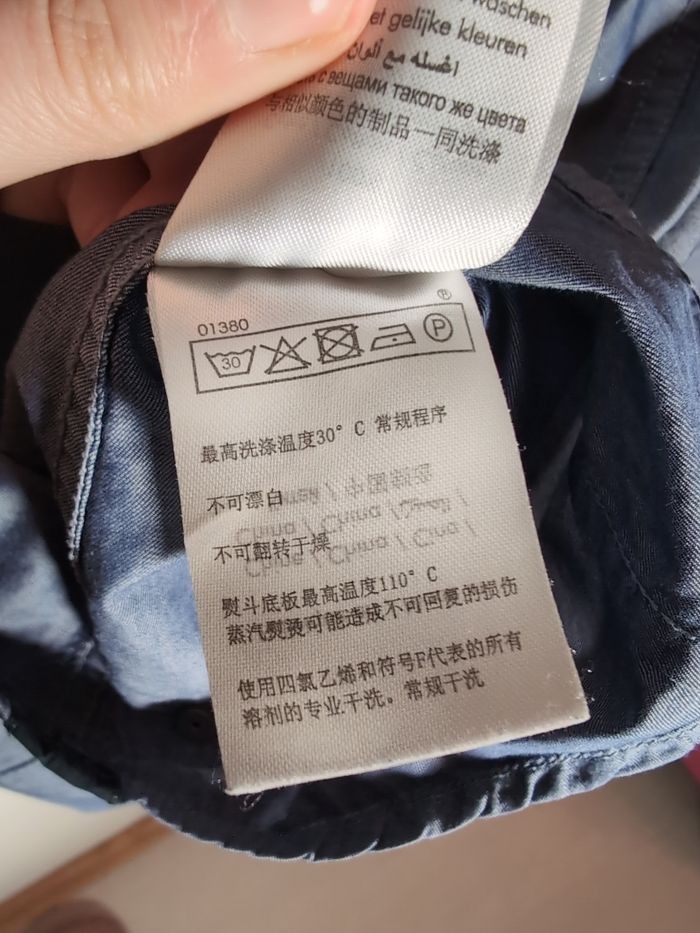 waschen
gelijke kleuren
اغسله مع ألوان
с вещами такого же цвета
与相似颜色的制品一同洗涤
®
01380
30 P
最高洗涤温度30° C 常规程序
不可漂白
不可翻转干燥
熨斗底板最高温度110° C
蒸汽熨烫可能造成不可回复的损伤
使用四氯乙烯和符号F代表的所有
溶剂的专业干洗。常规干洗